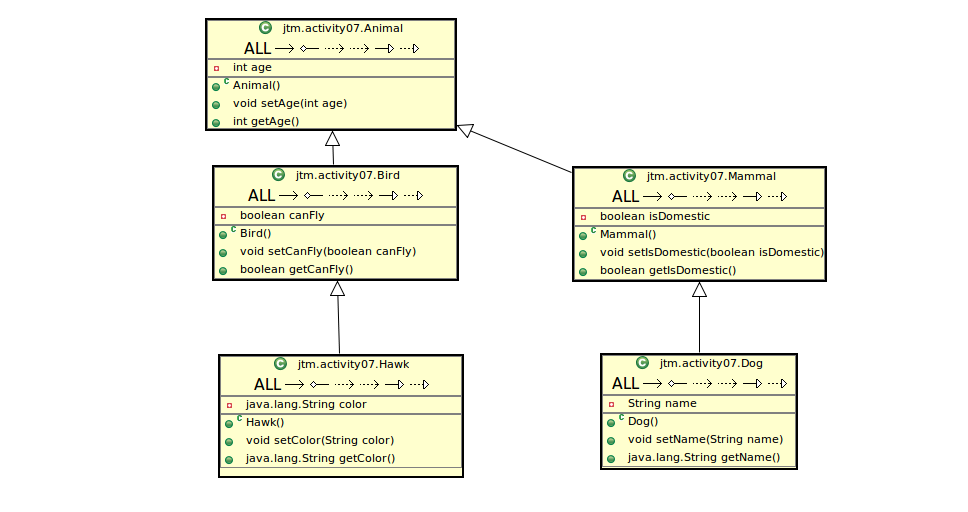 C jtm.activity07.Animal
ALL
int age
c Animal()
void setAge(int age)
int getAge()
C jtm.activity07.Bird
ALL
boolean canFly
c Bird()
void setCanFly(boolean canFly)
boolean getCanFly()
C jtm.activity07.Mammal
ALL
boolean isDomestic
c Mammal()
void setIsDomestic(boolean isDomestic)
boolean getIsDomestic()
C jtm.activity07.Hawk
ALL
java.lang.String color
c Hawk()
void setColor(String color)
java.lang.String getColor()
C jtm.activity07.Dog
ALL
String name
c Dog()
void setName(String name)
java.lang.String getName()